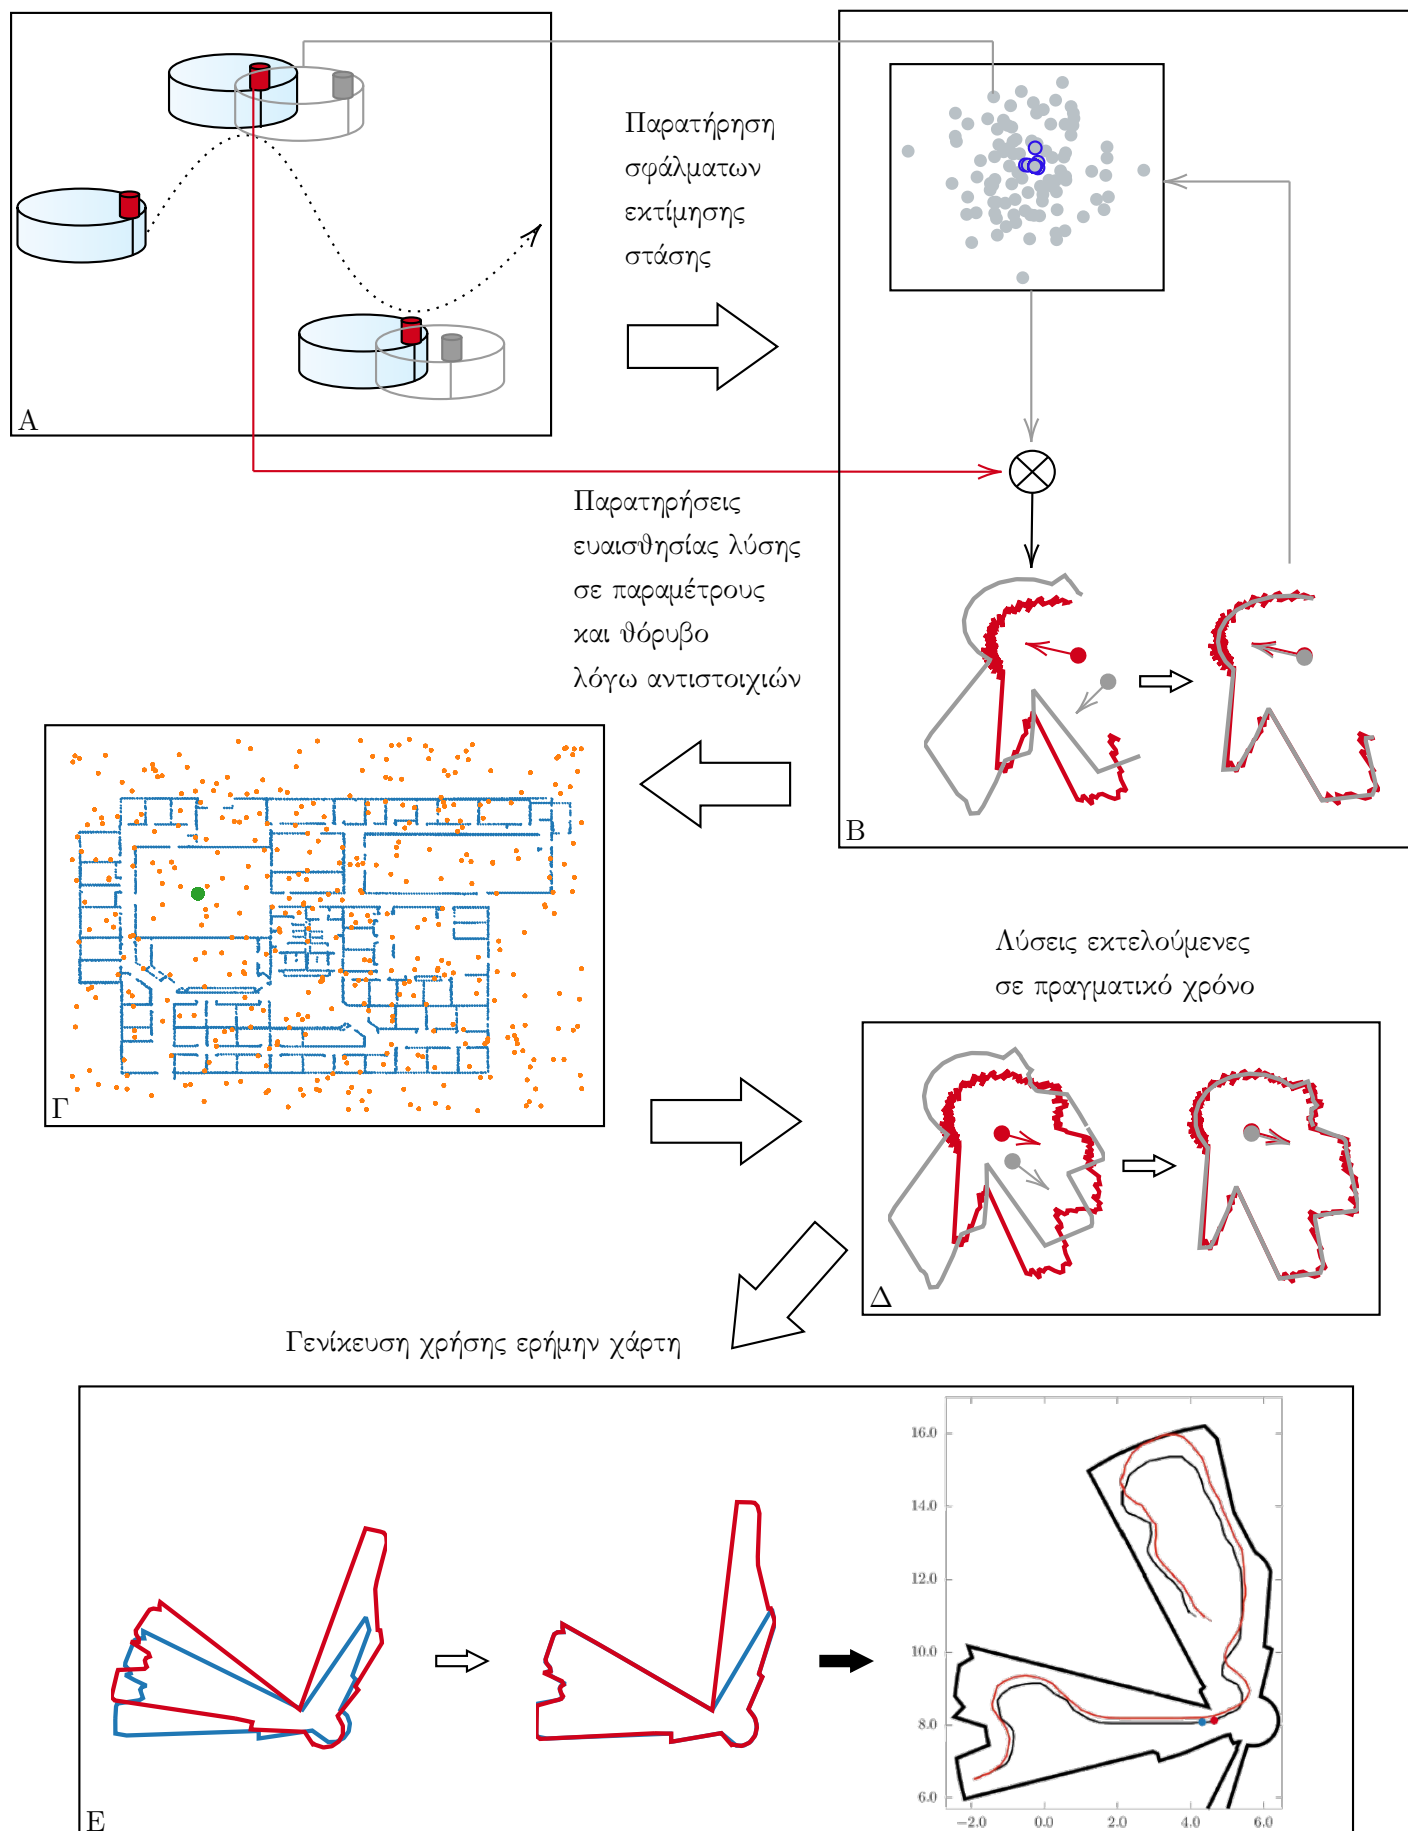 Παρατήρηση
σφάλματων
εκτίμησης
στάσης
Α
Παρατηρήσεις
ευαισθησίας λύσης
σε παραμέτρους
και θόρυβο
λόγω αντιστοιχιών
Β
Γ
Λύσεις εκτελούμενες
σε πραγματικό χρόνο
Δ
Γενίκευση χρήσης ερήμην χάρτη
16.0
14.0
12.0
10.0
8.0
6.0
−2.0 0.0 2.0 4.0 6.0
Ε